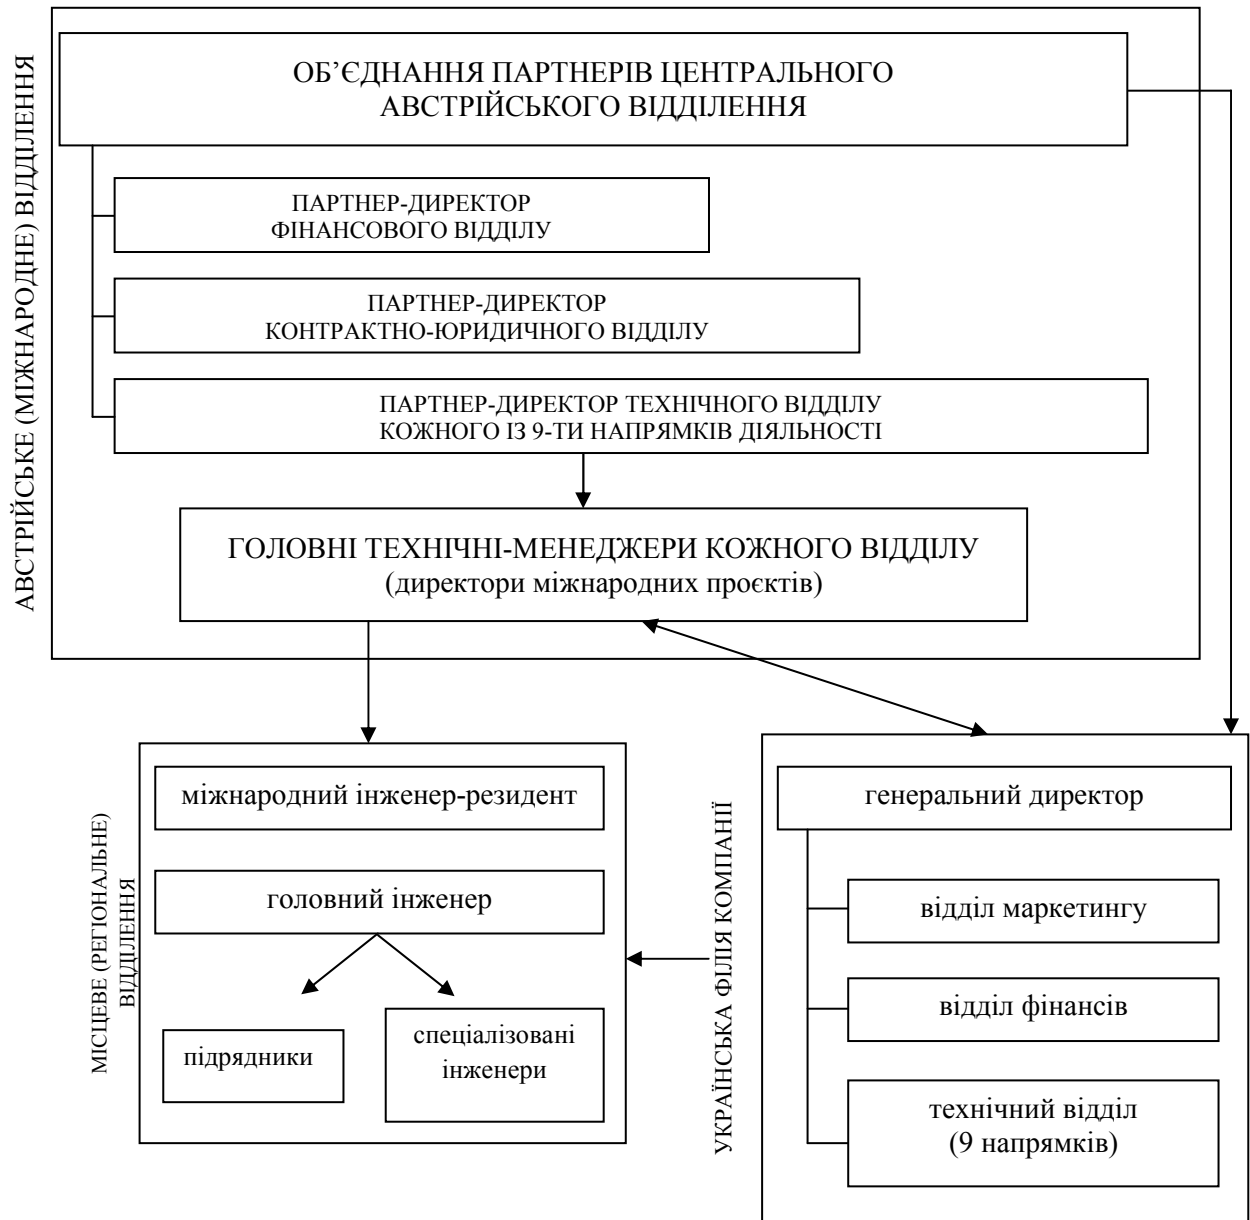 АВСТРІЙСЬКЕ (МІЖНАРОДНЕ) ВІДДІЛЕННЯ
ОБ’ЄДНАННЯ ПАРТНЕРІВ ЦЕНТРАЛЬНОГО
АВСТРІЙСЬКОГО ВІДДІЛЕННЯ
ПАРТНЕР-ДИРЕКТОР
ФІНАНСОВОГО ВІДДІЛУ
ПАРТНЕР-ДИРЕКТОР
КОНТРАКТНО-ЮРИДИЧНОГО ВІДДІЛУ
ПАРТНЕР-ДИРЕКТОР ТЕХНІЧНОГО ВІДДІЛУ
КОЖНОГО ІЗ 9-ТИ НАПРЯМКІВ ДІЯЛЬНОСТІ
ГОЛОВНІ ТЕХНІЧНІ-МЕНЕДЖЕРИ КОЖНОГО ВІДДІЛУ
(директори міжнародних проєктів)
МІСЦЕВЕ (РЕГІОНАЛЬНЕ)
ВІДДІЛЕННЯ
міжнародний інженер-резидент
головний інженер
підрядники
спеціалізовані
інженери
УКРАЇНСЬКА ФІЛІЯ КОМПАНІЇ
генеральний директор
відділ маркетингу
відділ фінансів
технічний відділ
(9 напрямків)